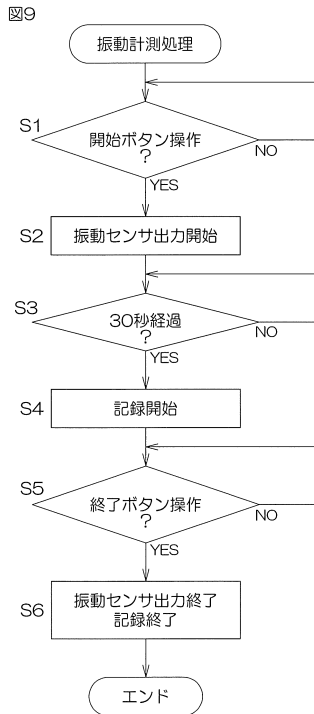 図9
振動計測処理
S1
開始ボタン操作
?
NO
YES
S2
振動センサ出力開始
S3
30秒経過
?
NO
YES
S4
記録開始
S5
終了ボタン操作
?
NO
YES
S6
振動センサ出力終了
記録終了
エンド